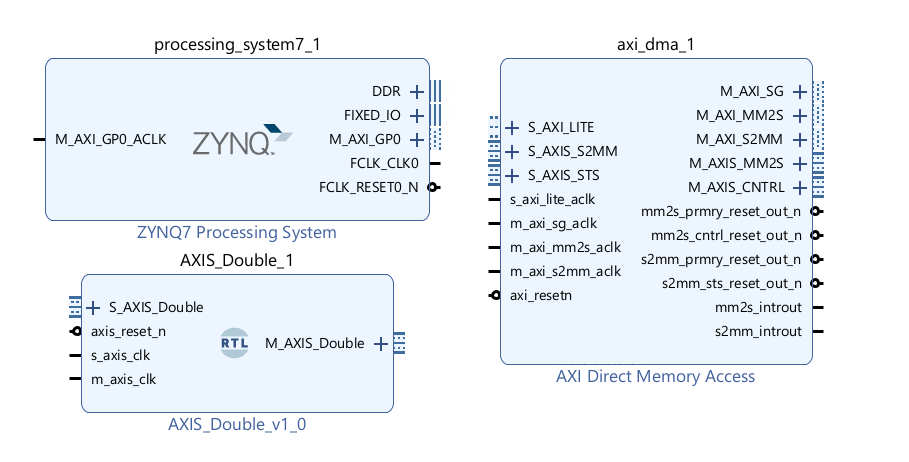 processing_system7_1
DDR
FIXED_IO
M_AXI_GP0_ACLK
ZYNQ
M_AXI_GP0
FCLK_CLK0
FCLK_RESET0_N
ZYNQ7 Processing System
AXIS_Double_1
S_AXIS_Double
axis_reset_n
s_axis_clk
m_axis_clk
RTL
M_AXIS_Double
AXIS_Double_v1_0
axi_dma_1
S_AXI_LITE
S_AXIS_S2MM
S_AXIS_STS
s_axi_lite_aclk
m_axi_sg_aclk
m_axi_mm2s_aclk
m_axi_s2mm_aclk
axi_resetn
M_AXI_SG
M_AXI_MM2S
M_AXI_S2MM
M_AXIS_MM2S
M_AXIS_CNTRL
mm2s_prmry_reset_out_n
mm2s_cntrl_reset_out_n
s2mm_prmry_reset_out_n
s2mm_sts_reset_out_n
mm2s_introut
s2mm_introut
AXI Direct Memory Access